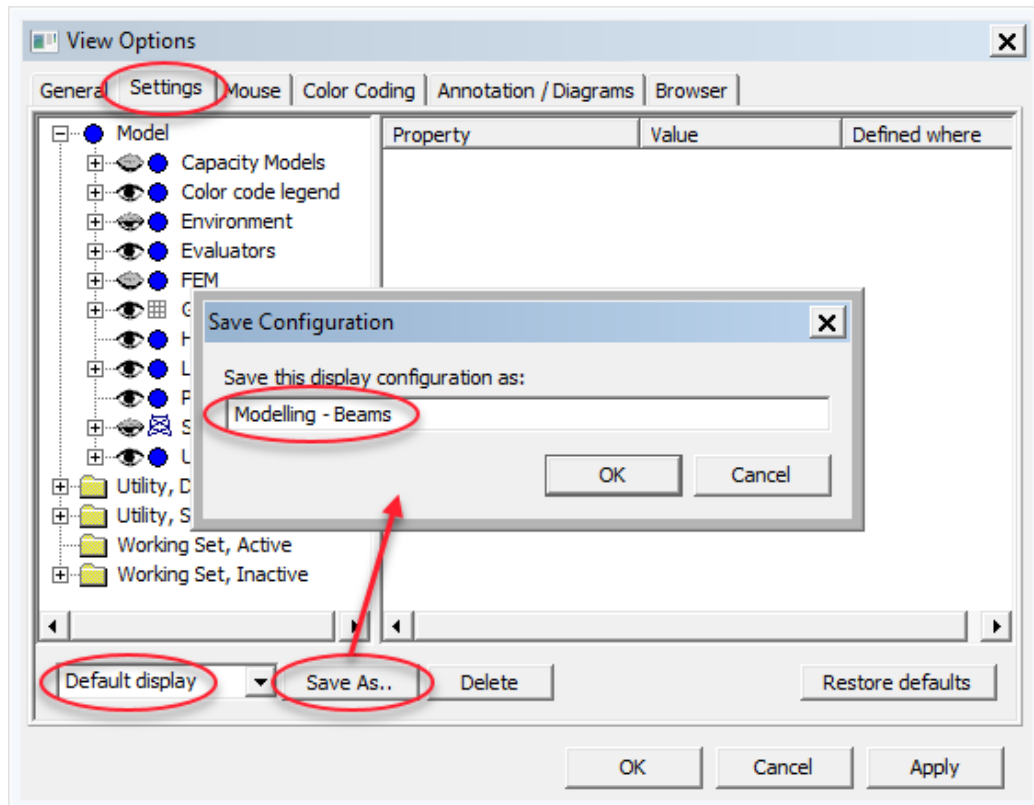 View Options
General Settings Mouse Color Coding Annotation / Diagrams Browser
Model
Property Value Defined where
Capacity Models
Color code legend
Environment
Evaluators
FEM
G
Save Configuration
H
L
Save this display configuration as:
P
Modelling - Beams
S
U
OK Cancel
Utility, D
Utility, S
Working Set, Active
Working Set, Inactive
Default display Save As.. Delete Restore defaults
OK Cancel Apply